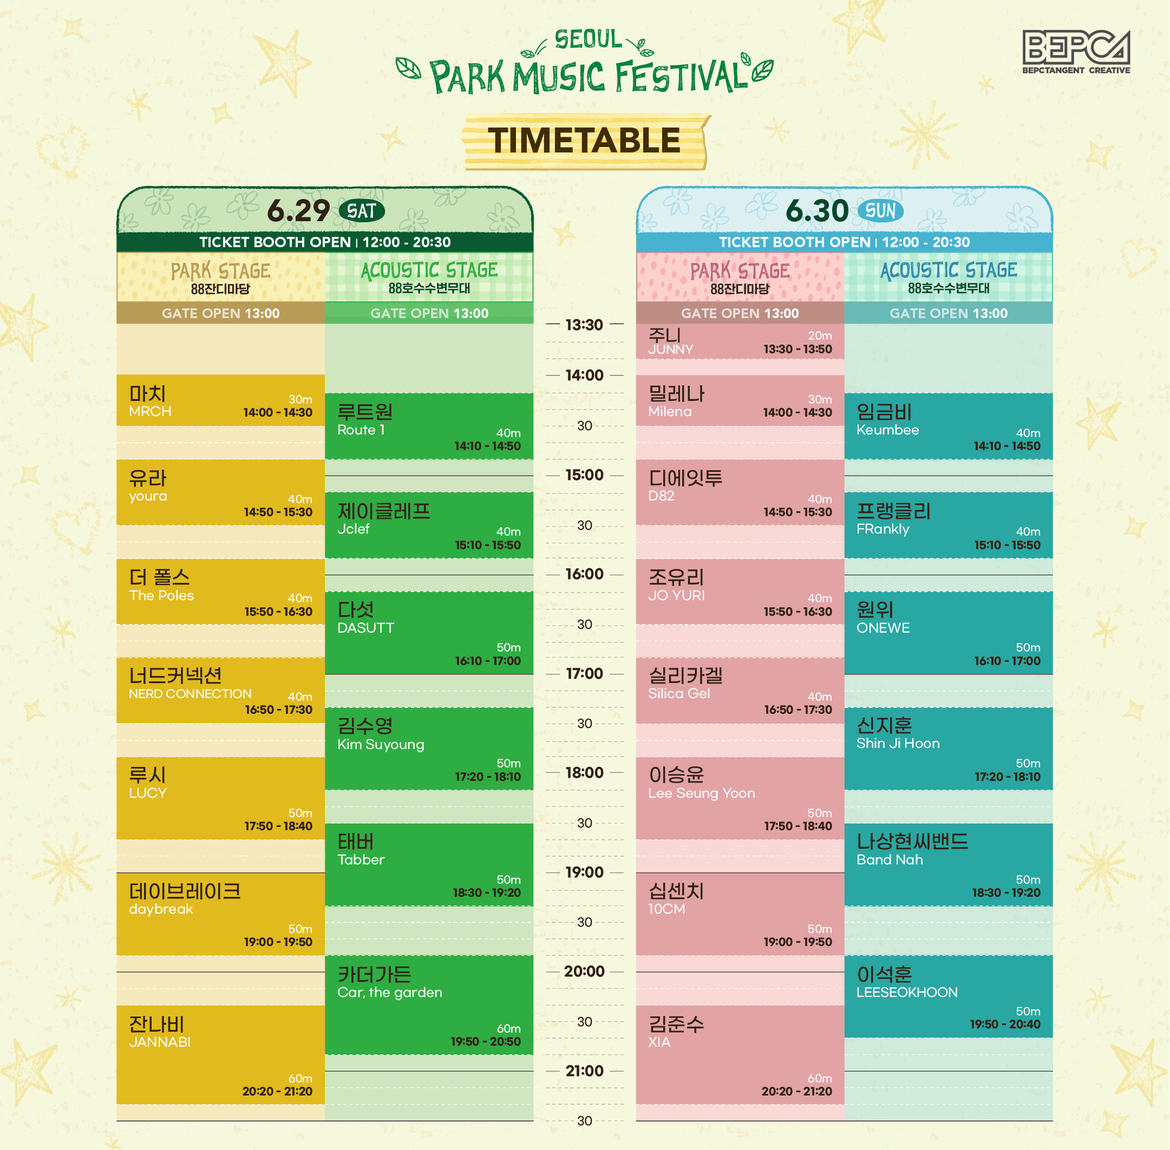 SEOUL
PARK MUSIC FESTIVAL
BEPCA
BEPCTANGENT CREATIVE
TIMETABLE
6.29 SAT
TICKET BOOTH OPEN | 12:00 - 20:30
PARK STAGE
88잔디마당
GATE OPEN 13:00
마치
MRCH
30m
14:00 - 14:30
유라
youra
40m
14:50 - 15:30
더 폴스
The Poles
40m
15:50 - 16:30
너드커넥션
NERD CONNECTION
40m
16:50 - 17:30
루시
LUCY
50m
17:50 - 18:40
데이브레이크
daybreak
50m
19:00 - 19:50
잔나비
JANNABI
60m
20:20 - 21:20
ACOUSTIC STAGE
88호수수변무대
GATE OPEN 13:00
루트원
Route 1
40m
14:10 - 14:50
제이클레프
Jclef
40m
15:10 - 15:50
다섯
DASUTT
50m
16:10 - 17:00
김수영
Kim Suyoung
50m
17:20 - 18:10
태버
Tabber
50m
18:30 - 19:20
카더가든
Car, the garden
60m
19:50 - 20:50
13:30
14:00
30
15:00
30
16:00
30
17:00
30
18:00
30
19:00
30
20:00
30
21:00
30
6.30 SUN
TICKET BOOTH OPEN | 12:00 - 20:30
PARK STAGE
88잔디마당
GATE OPEN 13:00
주니
JUNNY
20m
13:30 - 13:50
밀레나
Milena
30m
14:00 - 14:30
디에잇투
D82
40m
14:50 - 15:30
조유리
JO YURI
40m
15:50 - 16:30
실리카겔
Silica Gel
40m
16:50 - 17:30
이승윤
Lee Seung Yoon
50m
17:50 - 18:40
십센치
10CM
50m
19:00 - 19:50
김준수
XIA
60m
20:20 - 21:20
ACOUSTIC STAGE
88호수수변무대
GATE OPEN 13:00
임금비
Keumbee
40m
14:10 - 14:50
프랭클리
FRankly
40m
15:10 - 15:50
원위
ONEWE
50m
16:10 - 17:00
신지훈
Shin Ji Hoon
50m
17:20 - 18:10
나상현씨밴드
Band Nah
50m
18:30 - 19:20
이석훈
LEESEOKHOON
50m
19:50 - 20:40